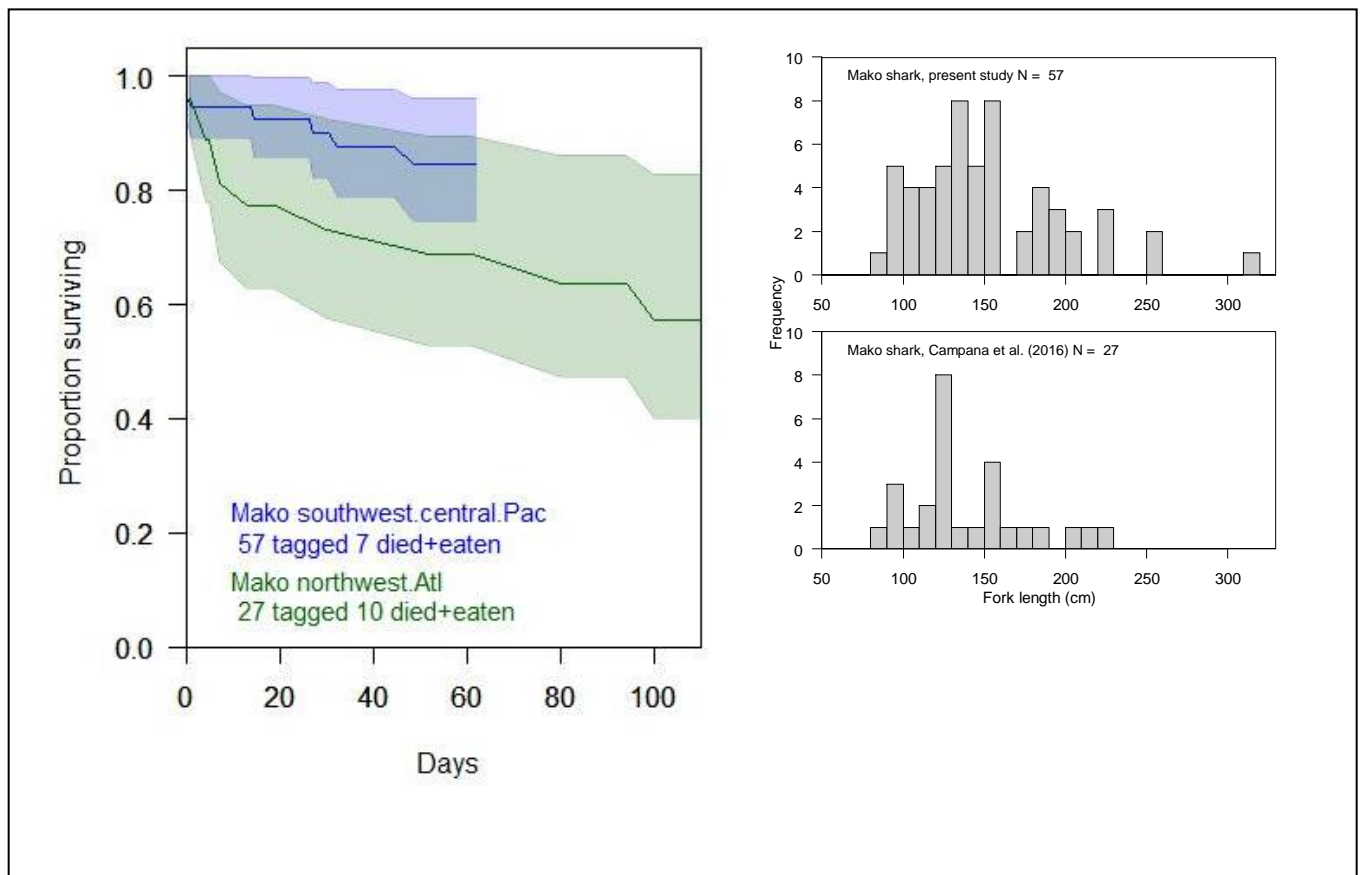 1.0
0.8
0.6
0.4
0.2
0.0
Proportion surviving
Mako southwest.central.Pac
57 tagged 7 died+eaten
Mako northwest.Atl
27 tagged 10 died+eaten
0 20 40 60 80 100
Days
10
8
6
4
2
0
Mako shark, present study N = 57
50 100 150 200 250 300
Frequency
10
8
6
4
2
0
Mako shark, Campana et al. (2016) N = 27
50 100 150 200 250 300
Fork length (cm)